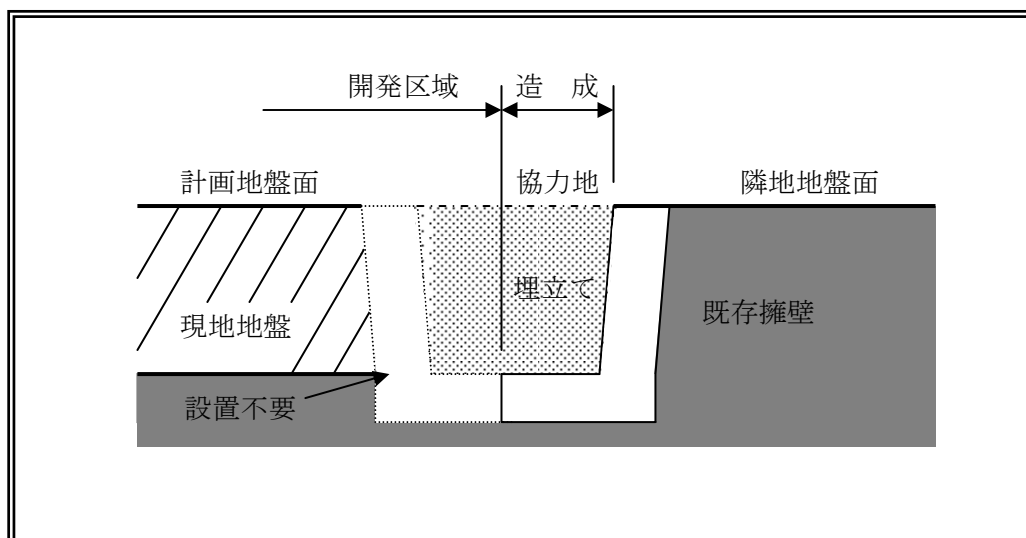 開発区域
造 成
計画地盤面
協力地
隣地地盤面
埋立て
現地地盤
既存擁壁
設置不要